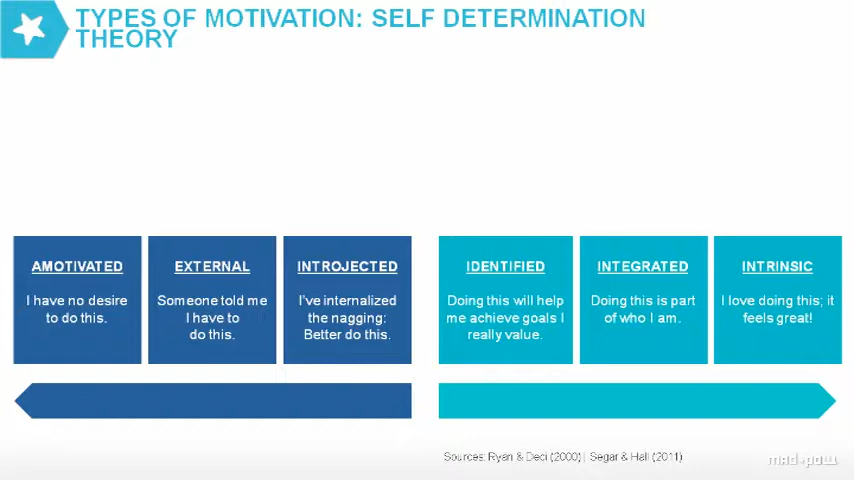 TYPES OF MOTIVATION: SELF DETERMINATION
THEORY
AMOTIVATED
I have no desire
to do this.
EXTERNAL
Someone told me
I have to
do this.
INTROJECTED
I've internalized
the nagging:
Better do this.
IDENTIFIED
Doing this will help
me achieve goals I
really value.
INTEGRATED
Doing this is part
of who I am.
INTRINSIC
I love doing this; it
feels great!
Sources: Ryan & Deci (2000) | Segar & Hall (2011)
mad*pow